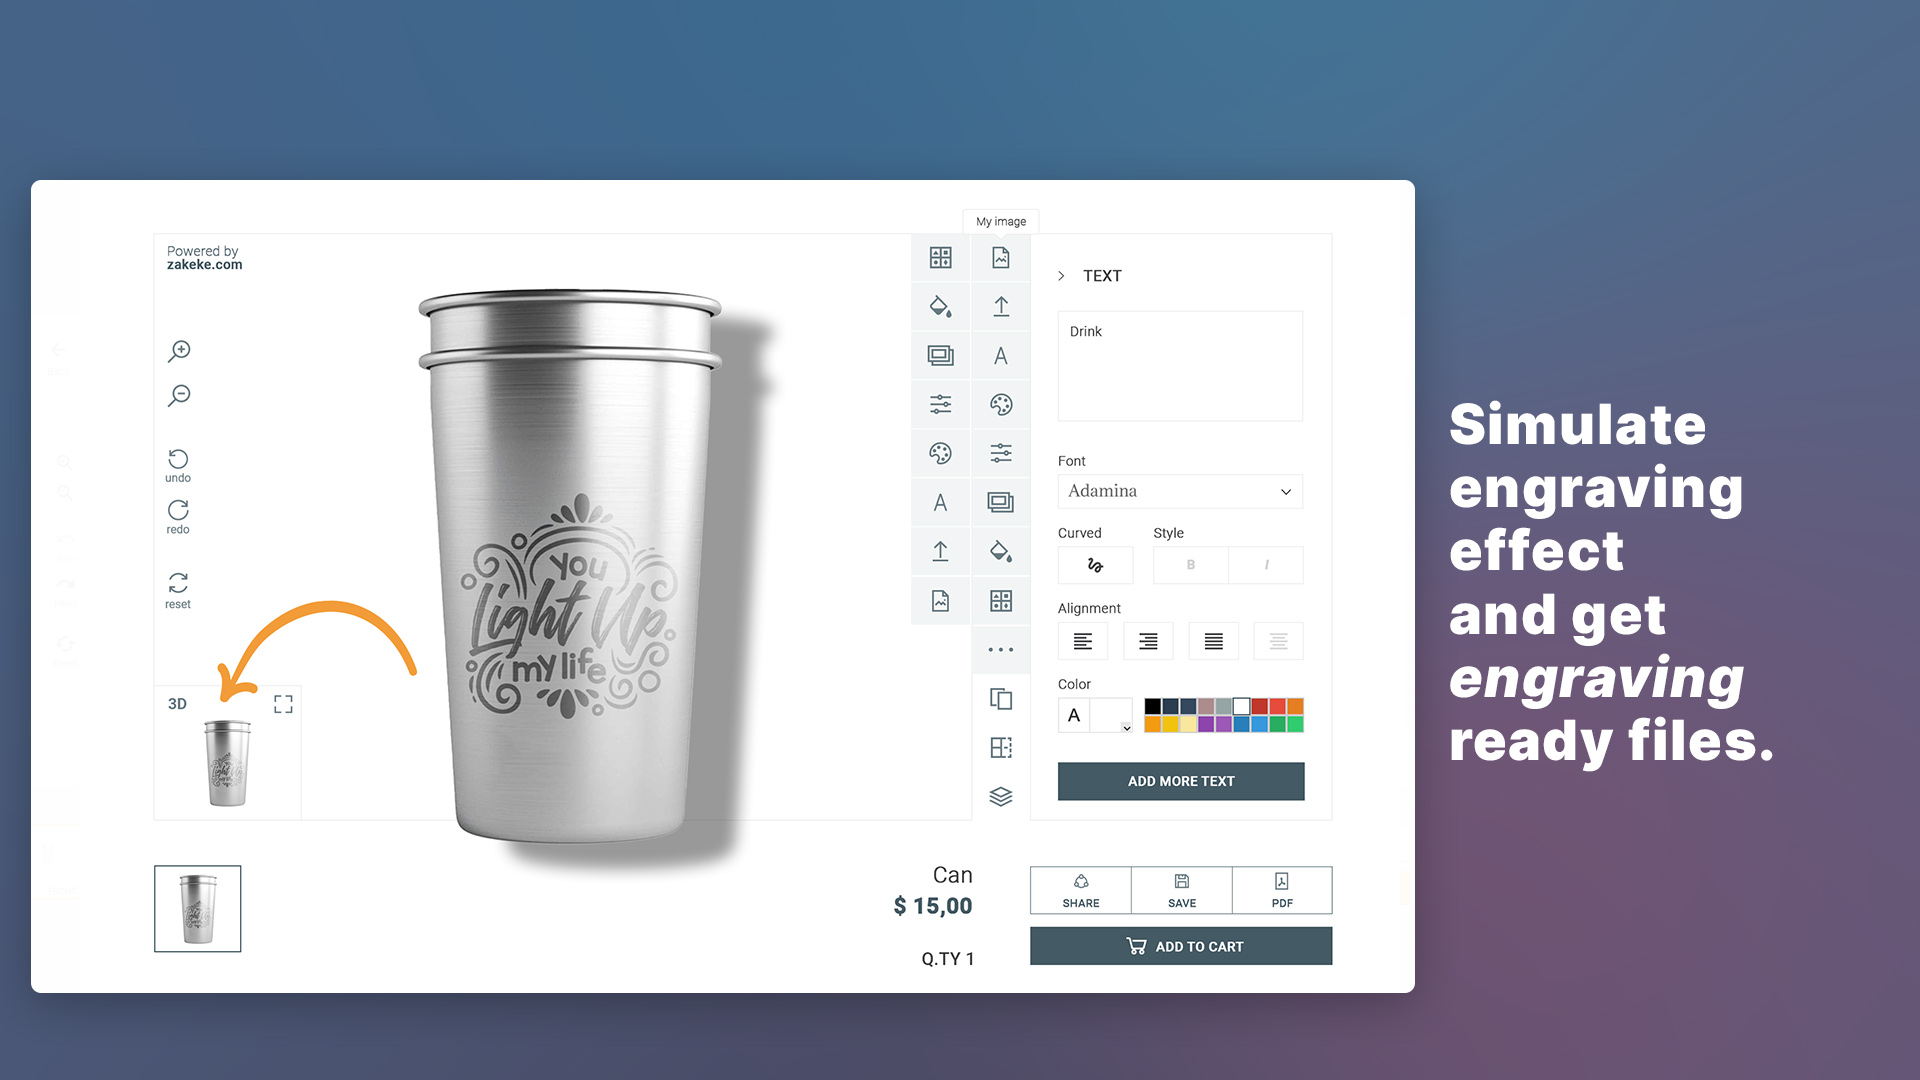 My image
Powered by
zakeke.com
undo
redo
reset
3D
you
Light Up
my life
TEXT
Drink
Font
Adamina
Curved
Style
B
I
Alignment
Color
A
ADD MORE TEXT
Can
$ 15,00
Q.TY 1
SHARE
SAVE
PDF
ADD TO CART
Simulate
engraving
effect
and get
engraving
ready files.